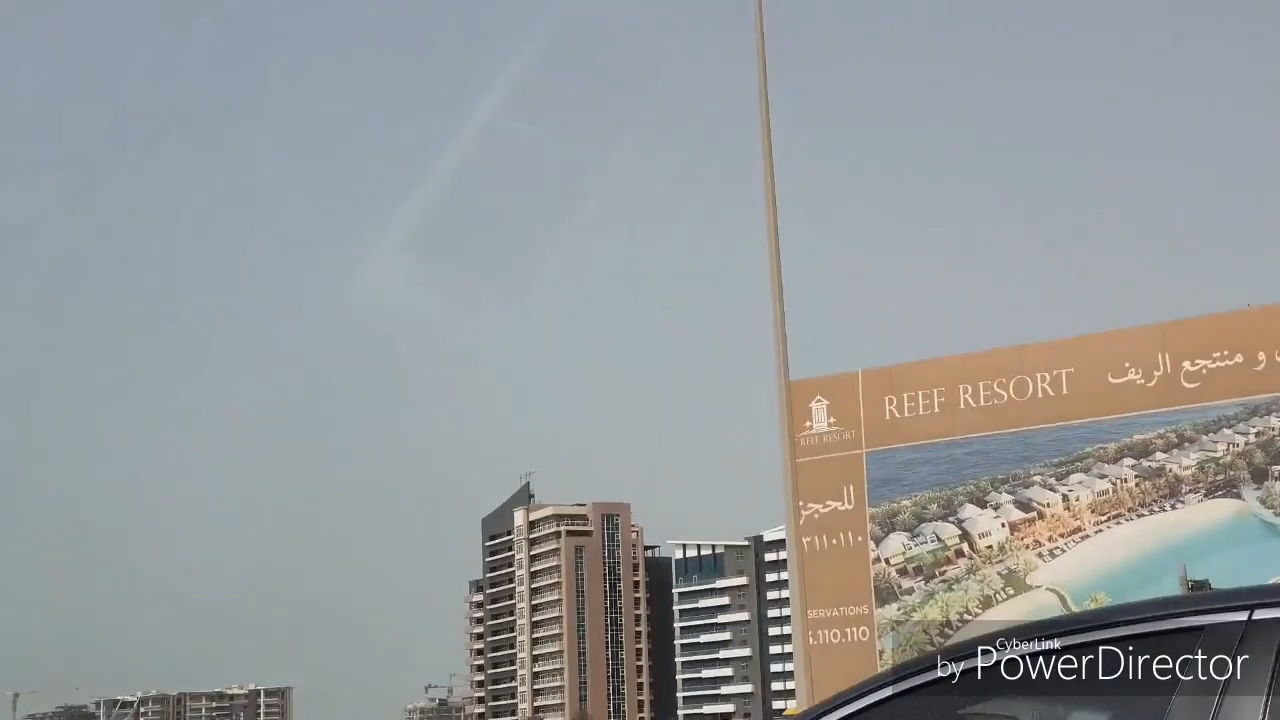 REEF RESORT
و منتجع الريف
REEF RESORT
للحجز
٣١١٠١١٠
SERVATIONS
.110.110
CyberLink
by PowerDirector